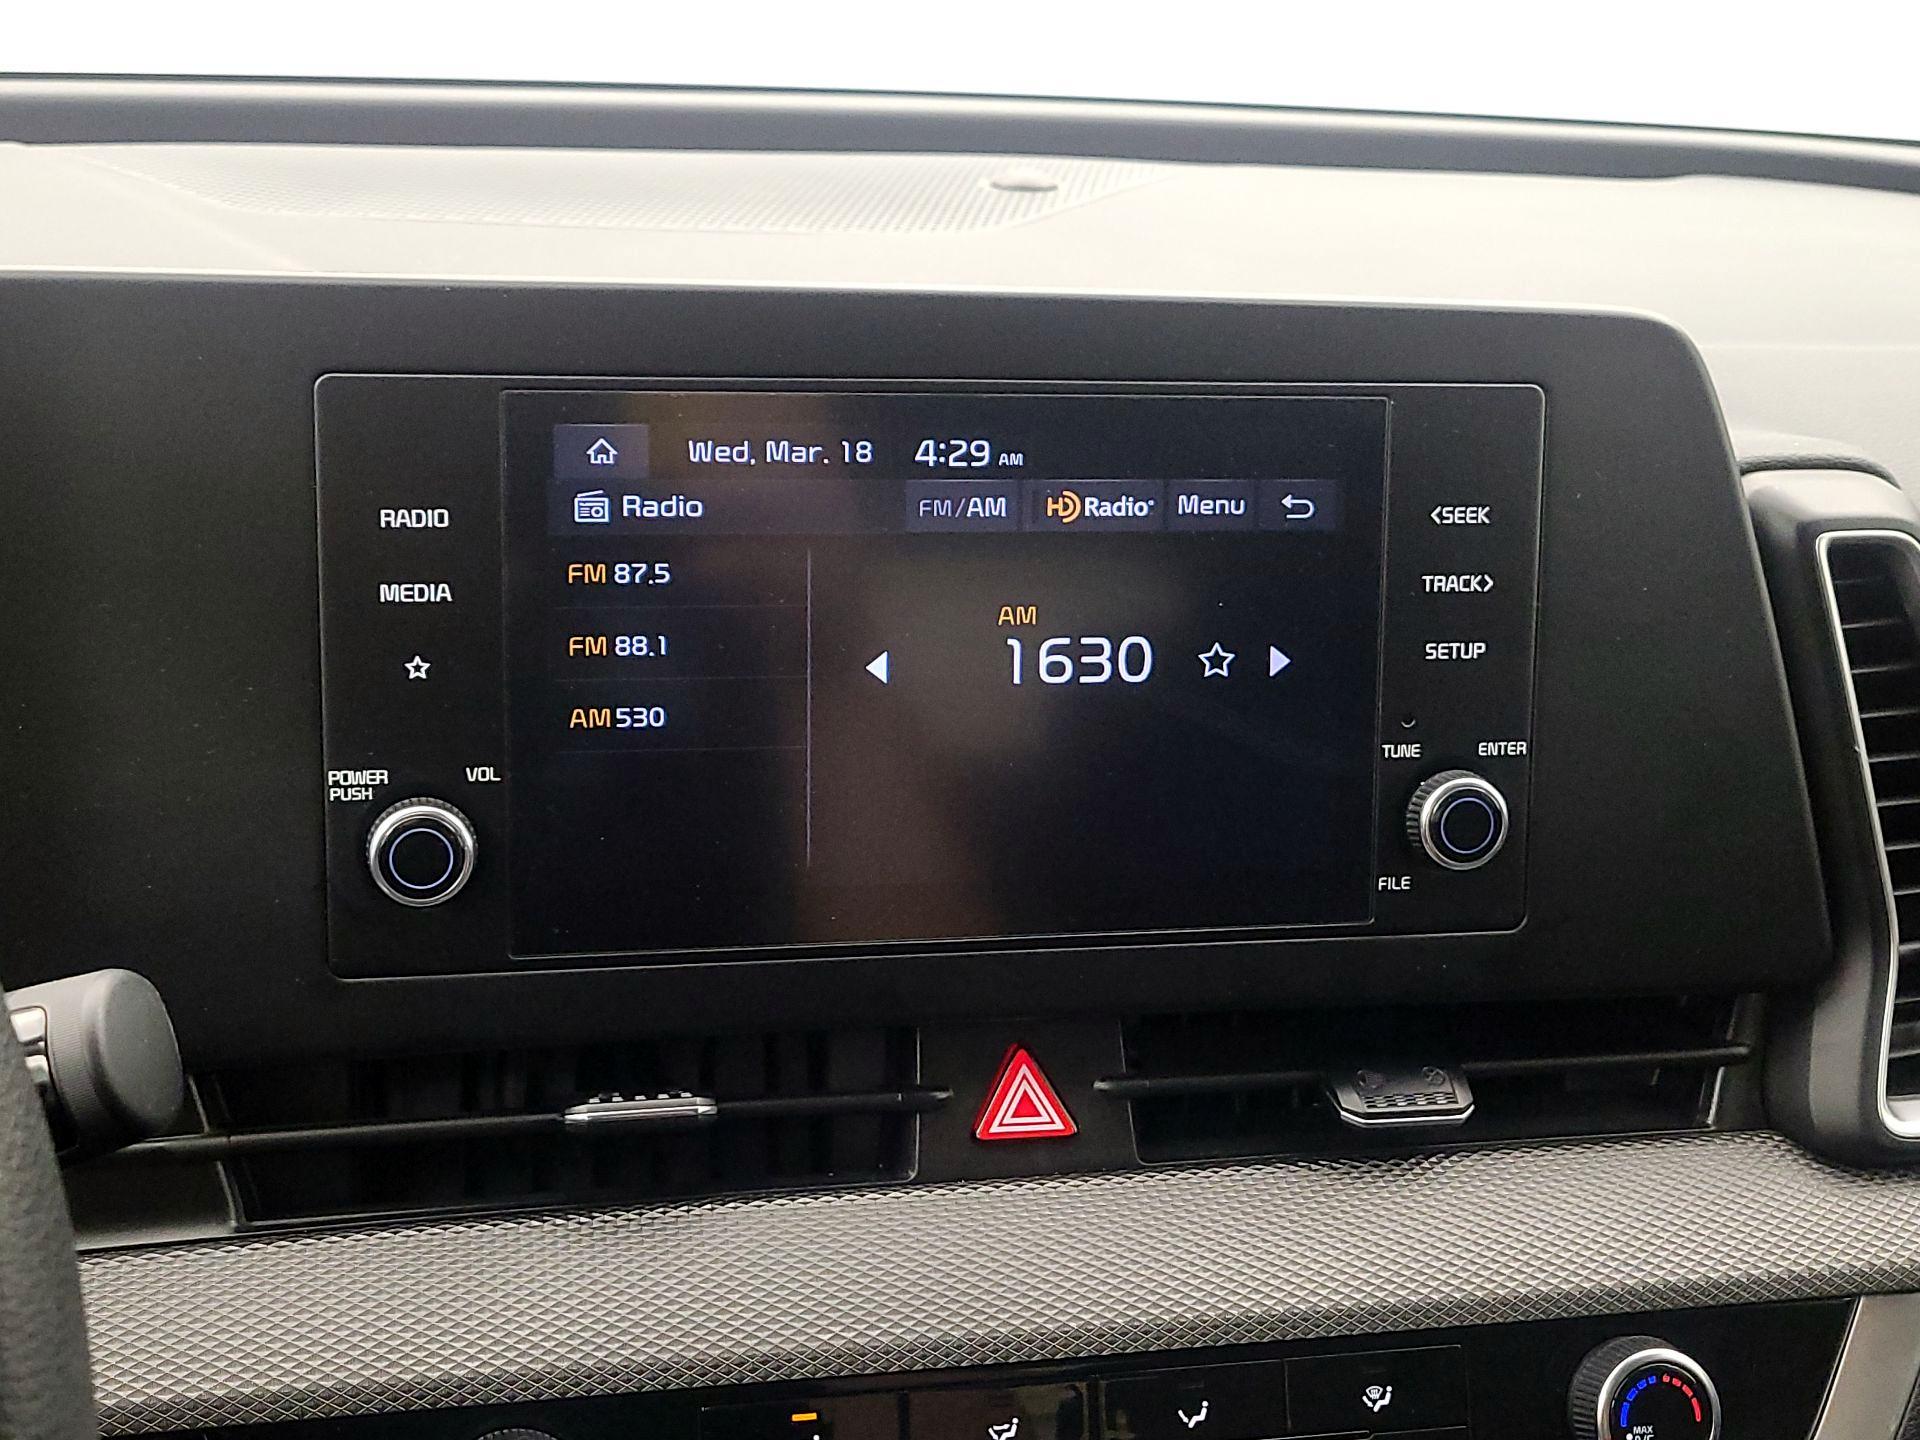 Wed, Mar. 18 4:29 AM
Radio FM/AM HD Radio Menu
RADIO
MEDIA
FM 87.5
FM 88.1
AM 530
AM
1630
<SEEK
TRACK>
SETUP
POWER VOL
PUSH
TUNE ENTER
FILE
MAX